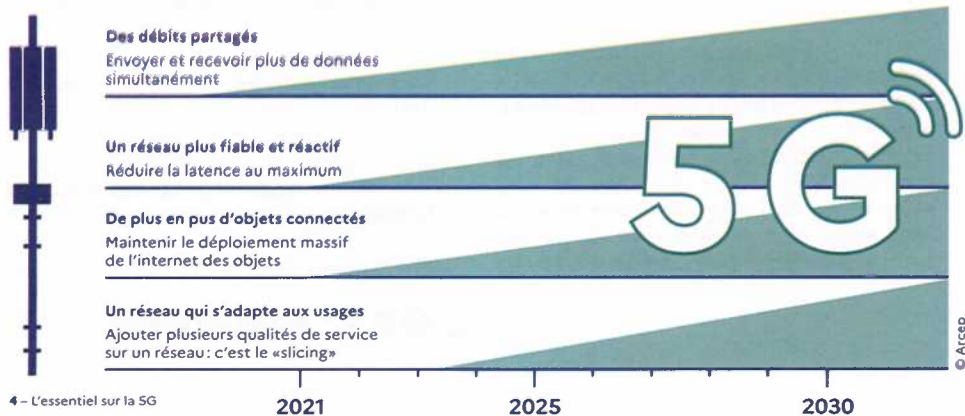 Des débits partagés
Envoyer et recevoir plus de données
simultanément
Un réseau plus fiable et réactif
Réduire la latence au maximum
De plus en pus d'objets connectés
Maintenir le déploiement massif
de l'internet des objets
Un réseau qui s'adapte aux usages
Ajouter plusieurs qualités de service
sur un réseau : c'est le «slicing»
5G
© Arcep
2021 2025 2030
4 – L'essentiel sur la 5G